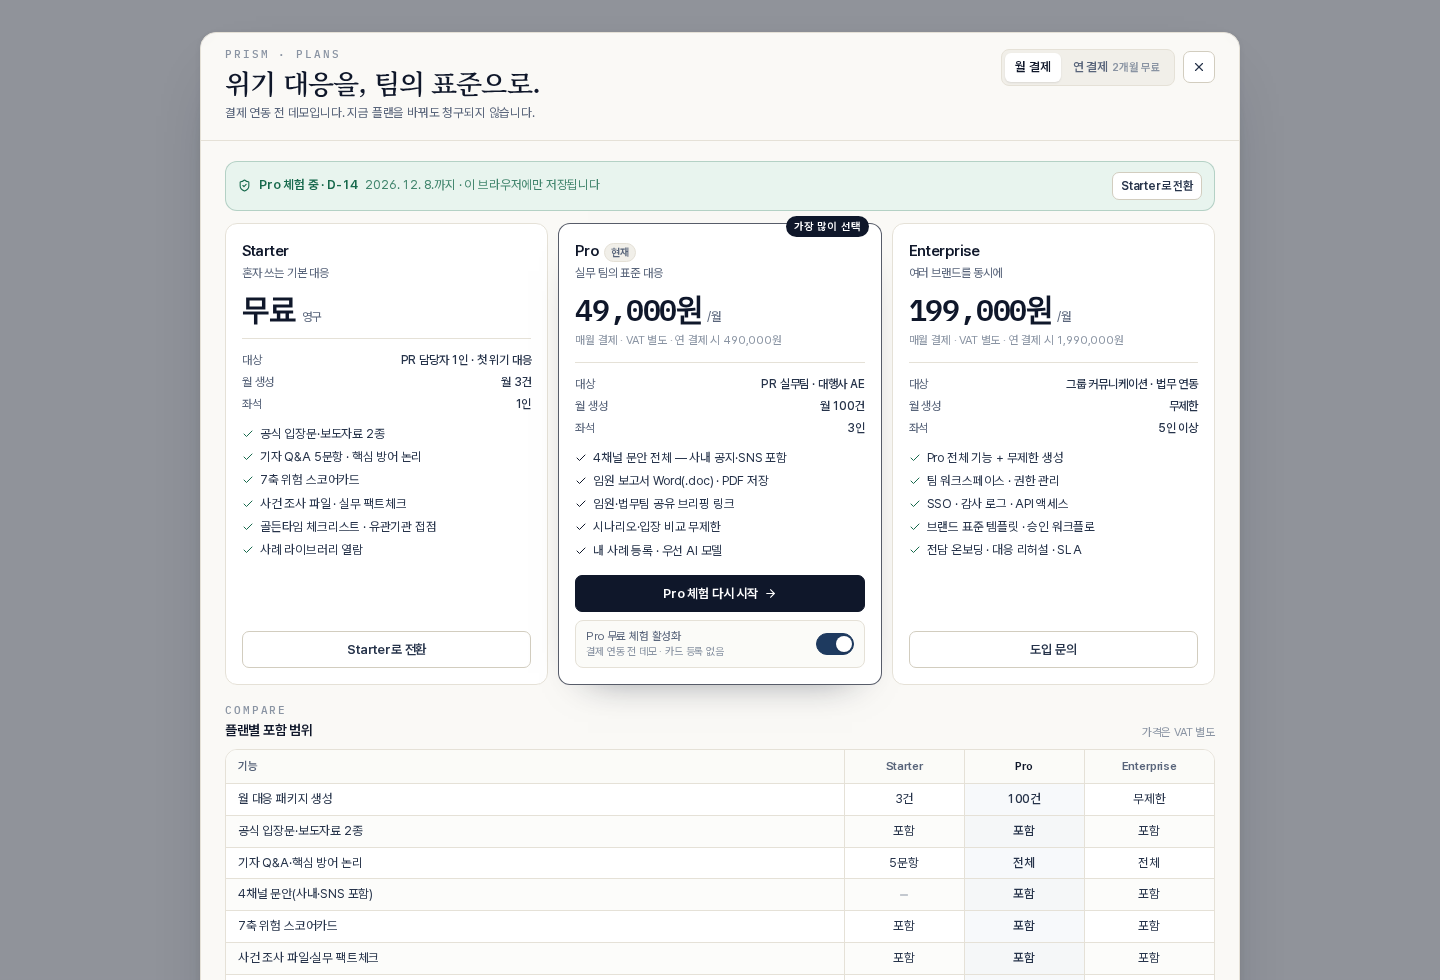 PRISM · PLANS
위기 대응을, 팀의 표준으로.
결제 연동 전 데모입니다. 지금 플랜을 바꿔도 청구되지 않습니다.
월 결제
연 결제 2개월 무료
Pro 체험 중 · D-14 2026. 12. 8.까지 · 이 브라우저에만 저장됩니다
Starter로 전환
Starter
혼자 쓰는 기본 대응
무료 영구
대상 PR 담당자 1인 · 첫 위기 대응
월 생성 월 3건
좌석 1인
공식 입장문·보도자료 2종
기자 Q&A 5문항 · 핵심 방어 논리
7축 위험 스코어카드
사건 조사 파일 · 실무 팩트체크
골든타임 체크리스트 · 유관기관 접점
사례 라이브러리 열람
Starter로 전환
가장 많이 선택
Pro 현재
실무 팀의 표준 대응
49,000원 /월
매월 결제 · VAT 별도 · 연 결제 시 490,000원
대상 PR 실무팀 · 대행사 AE
월 생성 월 100건
좌석 3인
4채널 문안 전체 — 사내 공지·SNS 포함
임원 보고서 Word(.doc) · PDF 저장
임원·법무팀 공유 브리핑 링크
시나리오·입장 비교 무제한
내 사례 등록 · 우선 AI 모델
Pro 체험 다시 시작 →
Pro 무료 체험 활성화
결제 연동 전 데모 · 카드 등록 없음
Enterprise
여러 브랜드를 동시에
199,000원 /월
매월 결제 · VAT 별도 · 연 결제 시 1,990,000원
대상 그룹 커뮤니케이션 · 법무 연동
월 생성 무제한
좌석 5인 이상
Pro 전체 기능 + 무제한 생성
팀 워크스페이스 · 권한 관리
SSO · 감사 로그 · API 액세스
브랜드 표준 템플릿 · 승인 워크플로
전담 온보딩 · 대응 리허설 · SLA
도입 문의
COMPARE
플랜별 포함 범위
가격은 VAT 별도
기능 Starter Pro Enterprise
월 대응 패키지 생성 3건 100건 무제한
공식 입장문·보도자료 2종 포함 포함 포함
기자 Q&A·핵심 방어 논리 5문항 전체 전체
4채널 문안(사내·SNS 포함) — 포함 포함
7축 위험 스코어카드 포함 포함 포함
사건 조사 파일·실무 팩트체크 포함 포함 포함